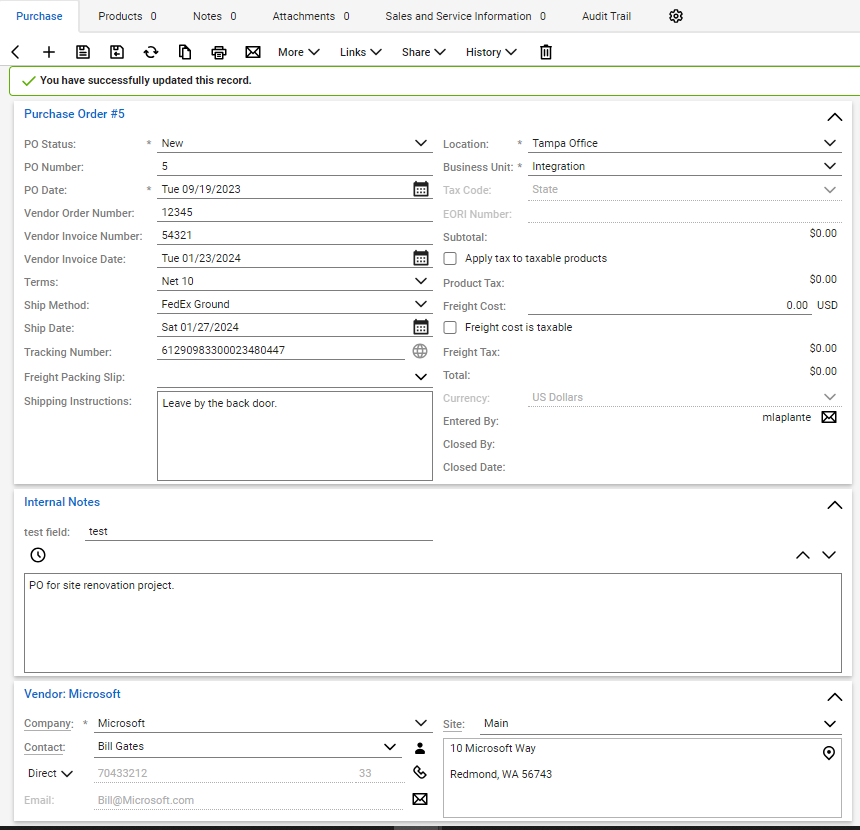 Purchase Products 0 Notes 0 Attachments 0 Sales and Service Information 0 Audit Trail
More Links Share History
You have successfully updated this record.
Purchase Order #5
PO Status: * New
PO Number: 5
PO Date: * Tue 09/19/2023
Vendor Order Number: 12345
Vendor Invoice Number: 54321
Vendor Invoice Date: Tue 01/23/2024
Terms: Net 10
Ship Method: FedEx Ground
Ship Date: Sat 01/27/2024
Tracking Number: 61290983300023480447
Freight Packing Slip:
Shipping Instructions: Leave by the back door.
Location: * Tampa Office
Business Unit: * Integration
Tax Code: State
EORI Number:
Subtotal: $0.00
Apply tax to taxable products
Product Tax: $0.00
Freight Cost: 0.00 USD
Freight cost is taxable
Freight Tax: $0.00
Total: $0.00
Currency: US Dollars
Entered By: mlaplante
Closed By:
Closed Date:
Internal Notes
test field: test
PO for site renovation project.
Vendor: Microsoft
Company: * Microsoft
Contact: Bill Gates
Direct 70433212 33
Email: Bill@Microsoft.com
Site: Main
10 Microsoft Way
Redmond, WA 56743